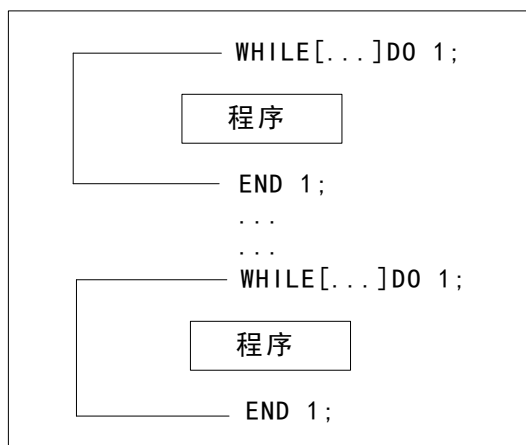 WHILE[...]DO 1;
程序
END 1;
...
...
WHILE[...]DO 1;
程序
END 1;